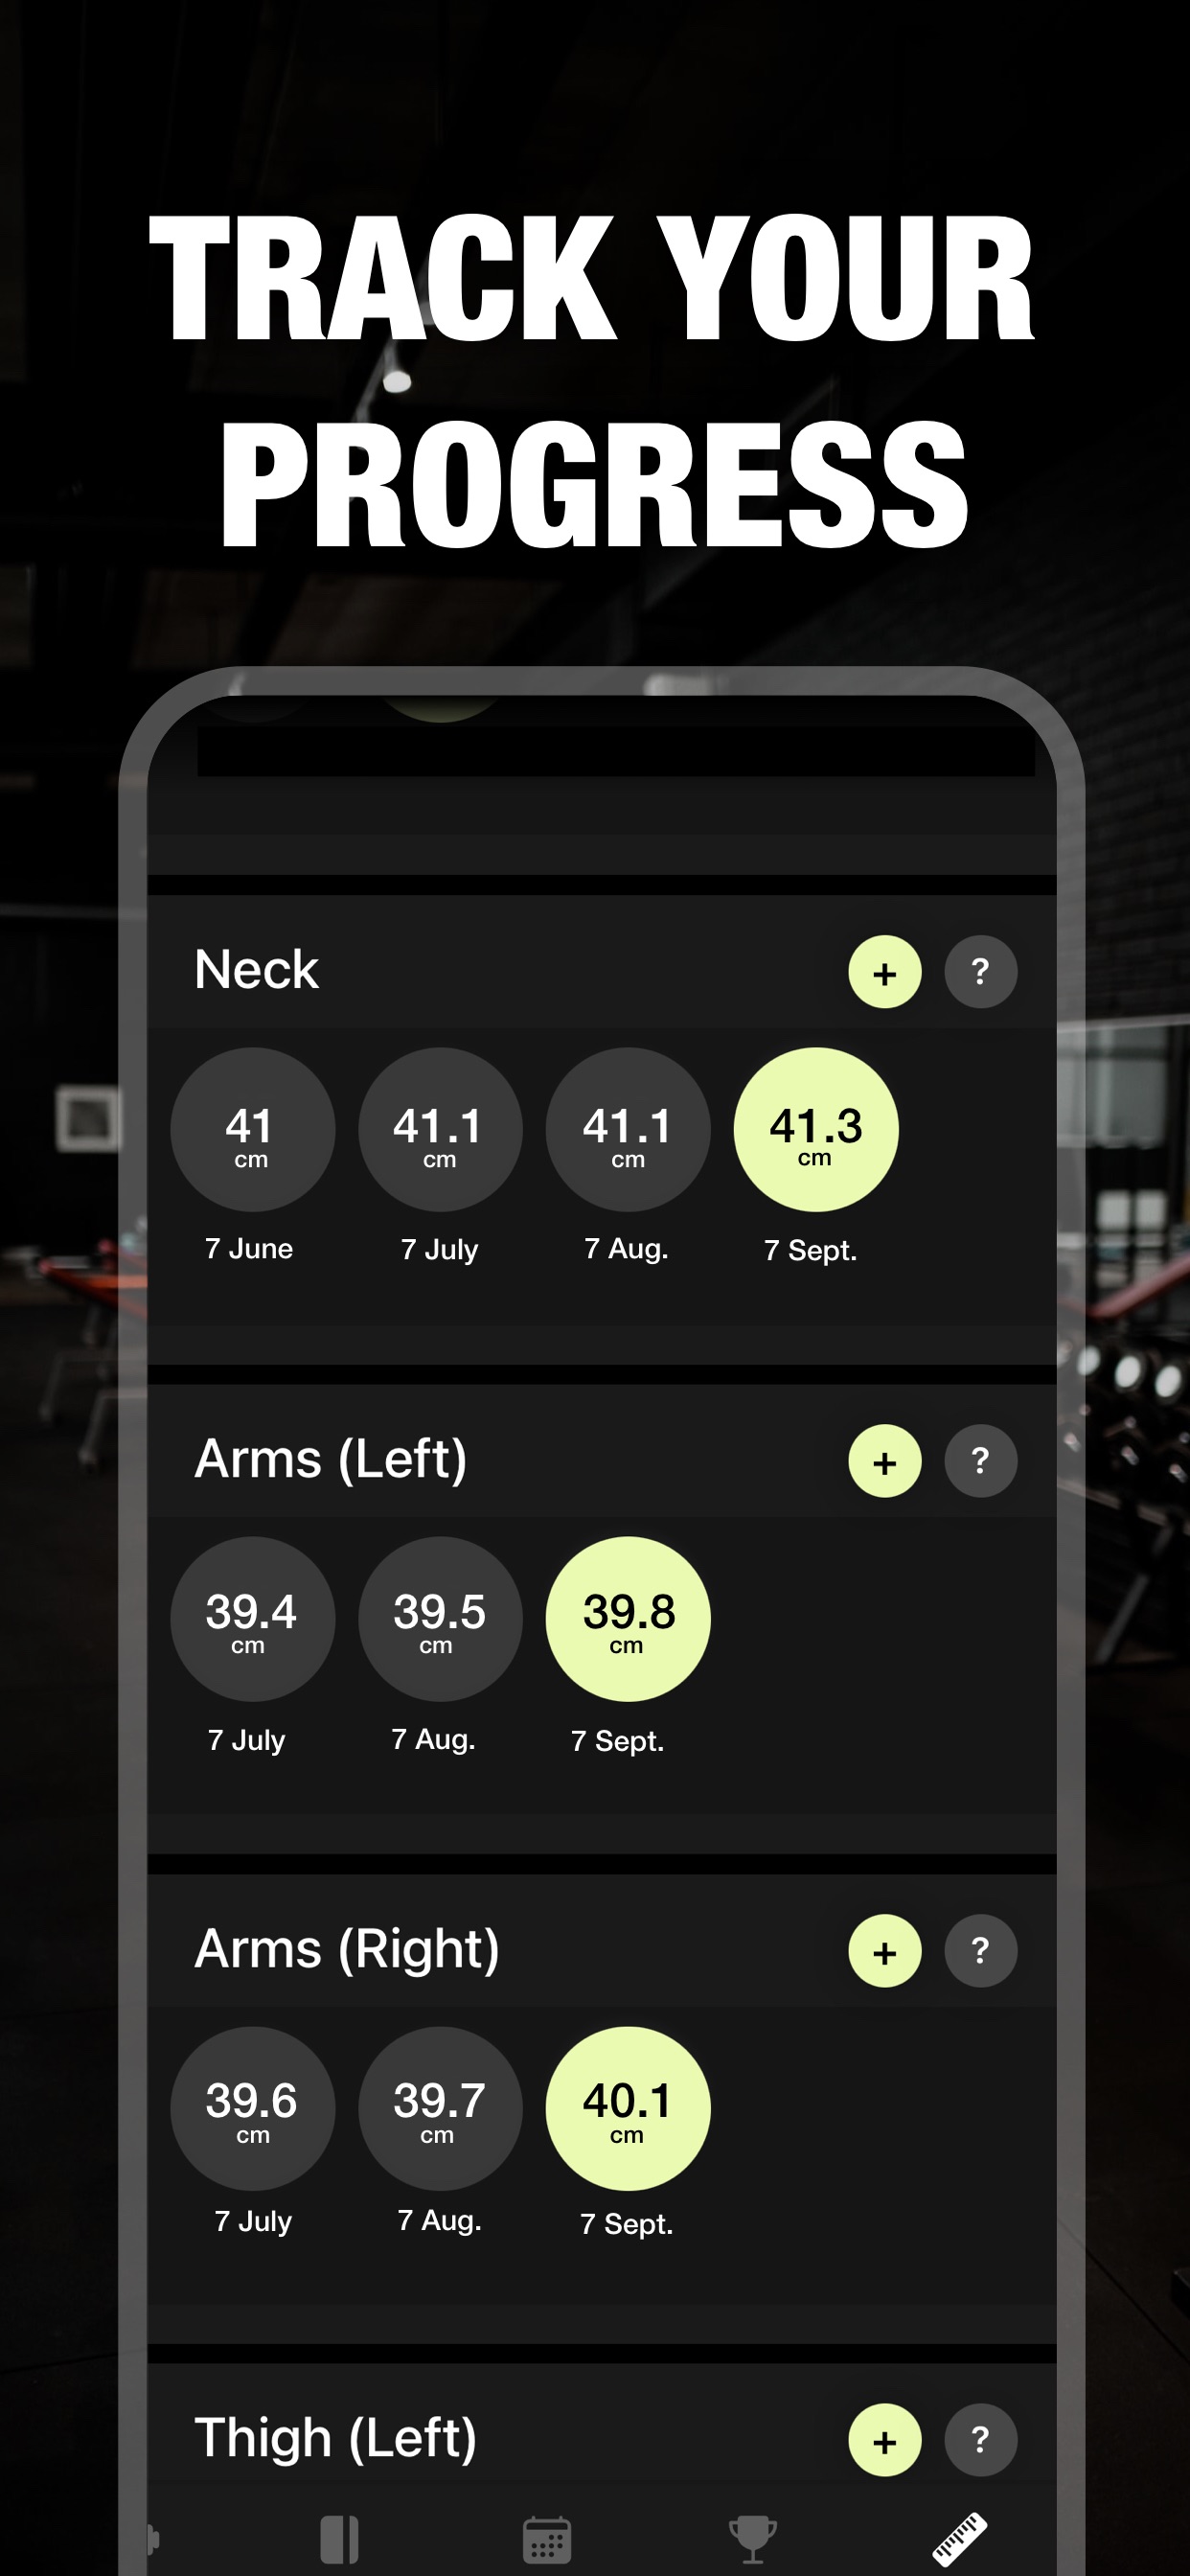 TRACK YOUR
PROGRESS
Neck + ?
41 41.1 41.1 41.3
cm cm cm cm
7 June 7 July 7 Aug. 7 Sept.
Arms (Left) + ?
39.4 39.5 39.8
cm cm cm
7 July 7 Aug. 7 Sept.
Arms (Right) + ?
39.6 39.7 40.1
cm cm cm
7 July 7 Aug. 7 Sept.
Thigh (Left) + ?